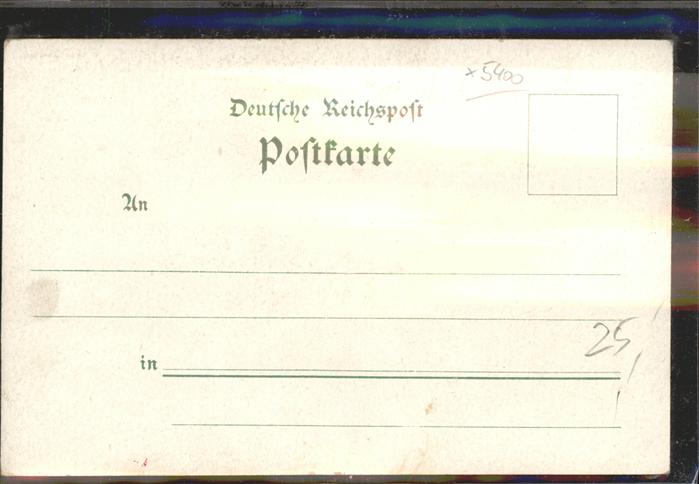 x5400
Deutsche Reichspost
Postkarte
An
25,
in